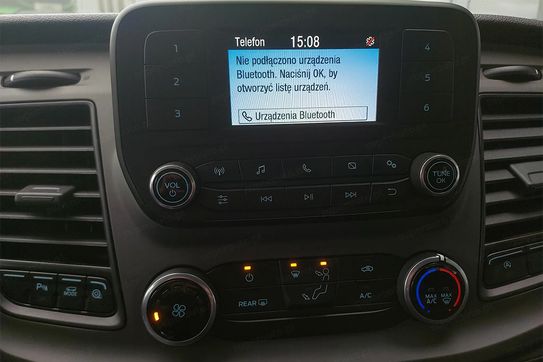 Telefon 15:08
Nie podłączono urządzenia
Bluetooth. Naciśnij OK, by
otworzyć listę urządzeń.
Urządzenia Bluetooth
1
2
3
4
5
6
VOL
TUNE
OK
P
MODE
REAR
A/C
MAX
A/C
MAX